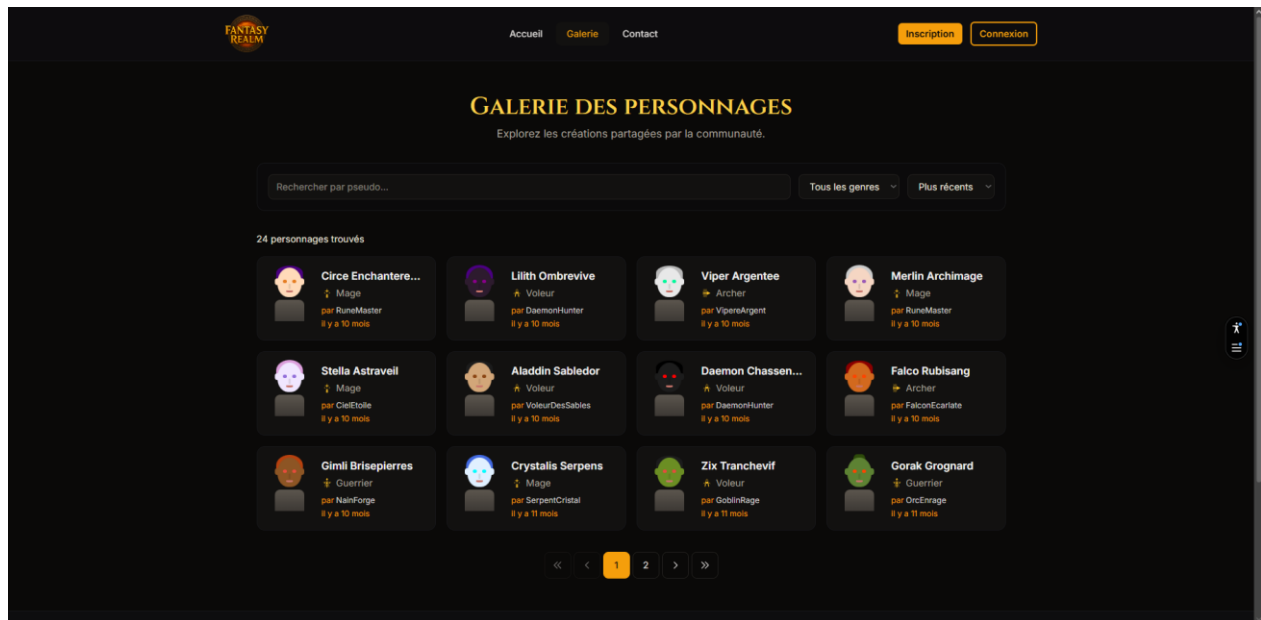 FANTASY
REALM
Accueil Galerie Contact
Inscription Connexion
GALERIE DES PERSONNAGES
Explorez les créations partagées par la communauté.
Rechercher par pseudo...
Tous les genres
Plus récents
24 personnages trouvés
Circe Enchantere...
Mage
par RuneMaster
il y a 10 mois
Lilith Ombrevive
Voleur
par DaemonHunter
il y a 10 mois
Viper Argentee
Archer
par VipereArgent
il y a 10 mois
Merlin Archimage
Mage
par RuneMaster
il y a 10 mois
Stella Astraveil
Mage
par CielEtoile
il y a 10 mois
Aladdin Sabledor
Voleur
par VoleurDesSables
il y a 10 mois
Daemon Chassen...
Voleur
par DaemonHunter
il y a 10 mois
Falco Rubisang
Archer
par FalconEcarlate
il y a 10 mois
Gimli Brisepierres
Guerrier
par NainForge
il y a 10 mois
Crystalis Serpens
Mage
par SerpentCristal
il y a 11 mois
Zix Tranchevif
Voleur
par GoblinRage
il y a 11 mois
Gorak Grognard
Guerrier
par OrcEnrage
il y a 11 mois
« ‹ 1 2 › »